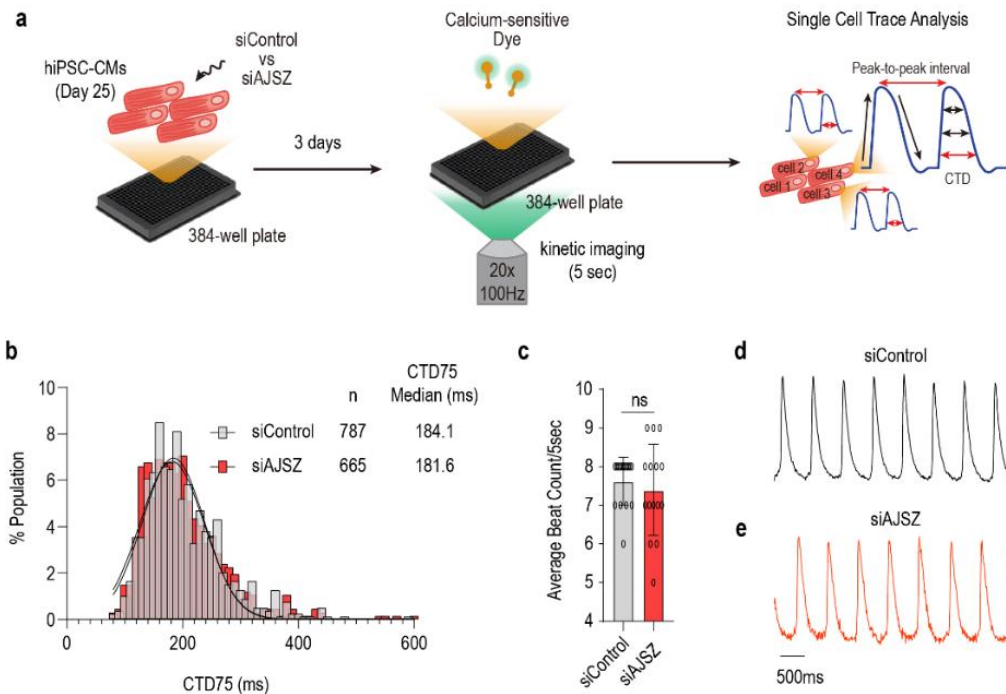 a
hiPSC-CMs
(Day 25)
siControl
vs
siAJSZ
384-well plate
3 days
Calcium-sensitive
Dye
384-well plate
kinetic imaging
(5 sec)
20x
100Hz
Single Cell Trace Analysis
Peak-to-peak interval
cell 2
cell 1
cell 4
cell 3
CTD
b
n
CTD75
Median (ms)
siControl 787 184.1
siAJSZ 665 181.6
% Population
10
8
6
4
2
0
0 200 400 600
CTD75 (ms)
c
ns
Average Beat Count/5sec
10
9
8
7
6
5
4
siControl
siAJSZ
d
siControl
e
siAJSZ
500ms